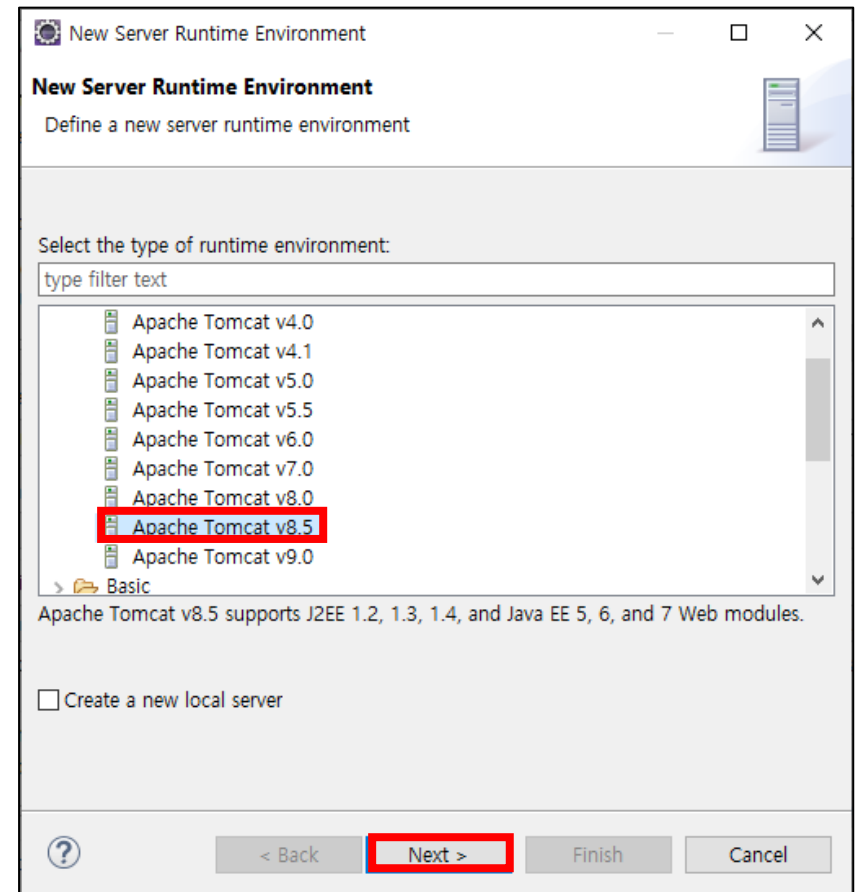 New Server Runtime Environment
New Server Runtime Environment
Define a new server runtime environment
Select the type of runtime environment:
type filter text
Apache Tomcat v4.0
Apache Tomcat v4.1
Apache Tomcat v5.0
Apache Tomcat v5.5
Apache Tomcat v6.0
Apache Tomcat v7.0
Apache Tomcat v8.0
Apache Tomcat v8.5
Apache Tomcat v9.0
> Basic
Apache Tomcat v8.5 supports J2EE 1.2, 1.3, 1.4, and Java EE 5, 6, and 7 Web modules.
Create a new local server
? < Back Next > Finish Cancel